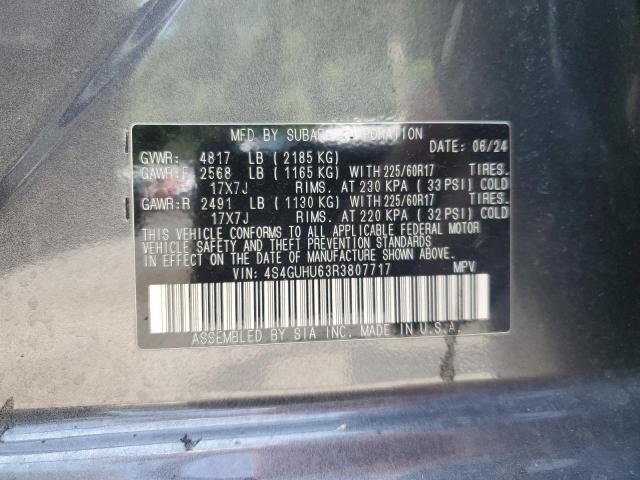 MFD BY SUBARU CORPORATION
DATE: 06/24
GVWR: 4817 LB (2185 KG)
GAWR:F 2568 LB (1165 KG) WITH 225/60R17 TIRES.
17X7J RIMS. AT 230 KPA (33 PSI) COLD
GAWR:R 2491 LB (1130 KG) WITH 225/60R17 TIRES.
17X7J RIMS. AT 220 KPA (32 PSI) COLD
THIS VEHICLE CONFORMS TO ALL APPLICABLE FEDERAL MOTOR
VEHICLE SAFETY AND THEFT PREVENTION STANDARDS
IN EFFECT ON THE DATE OF MANUFACTURE SHOWN ABOVE.
VIN: 4S4GUHU63R3807717 MPV
ASSEMBLED BY SIA INC. MADE IN U.S.A.